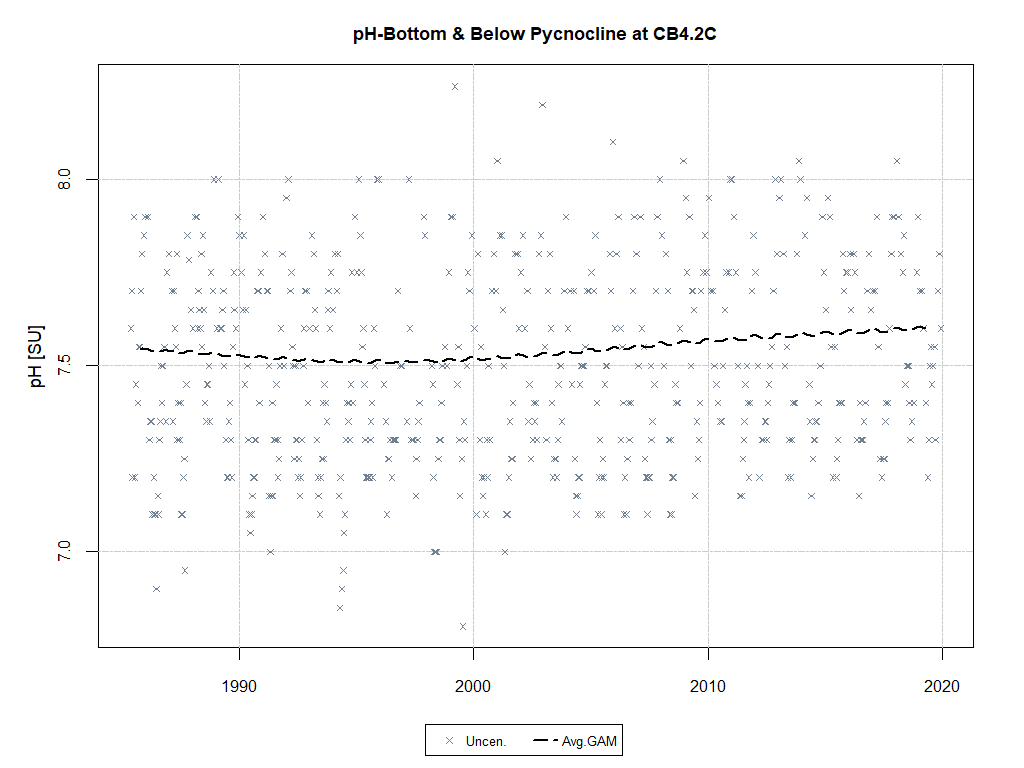 pH-Bottom & Below Pycnocline at CB4.2C
8.0
7.5
7.0
pH [SU]
1990 2000 2010 2020
Uncen. Avg.GAM